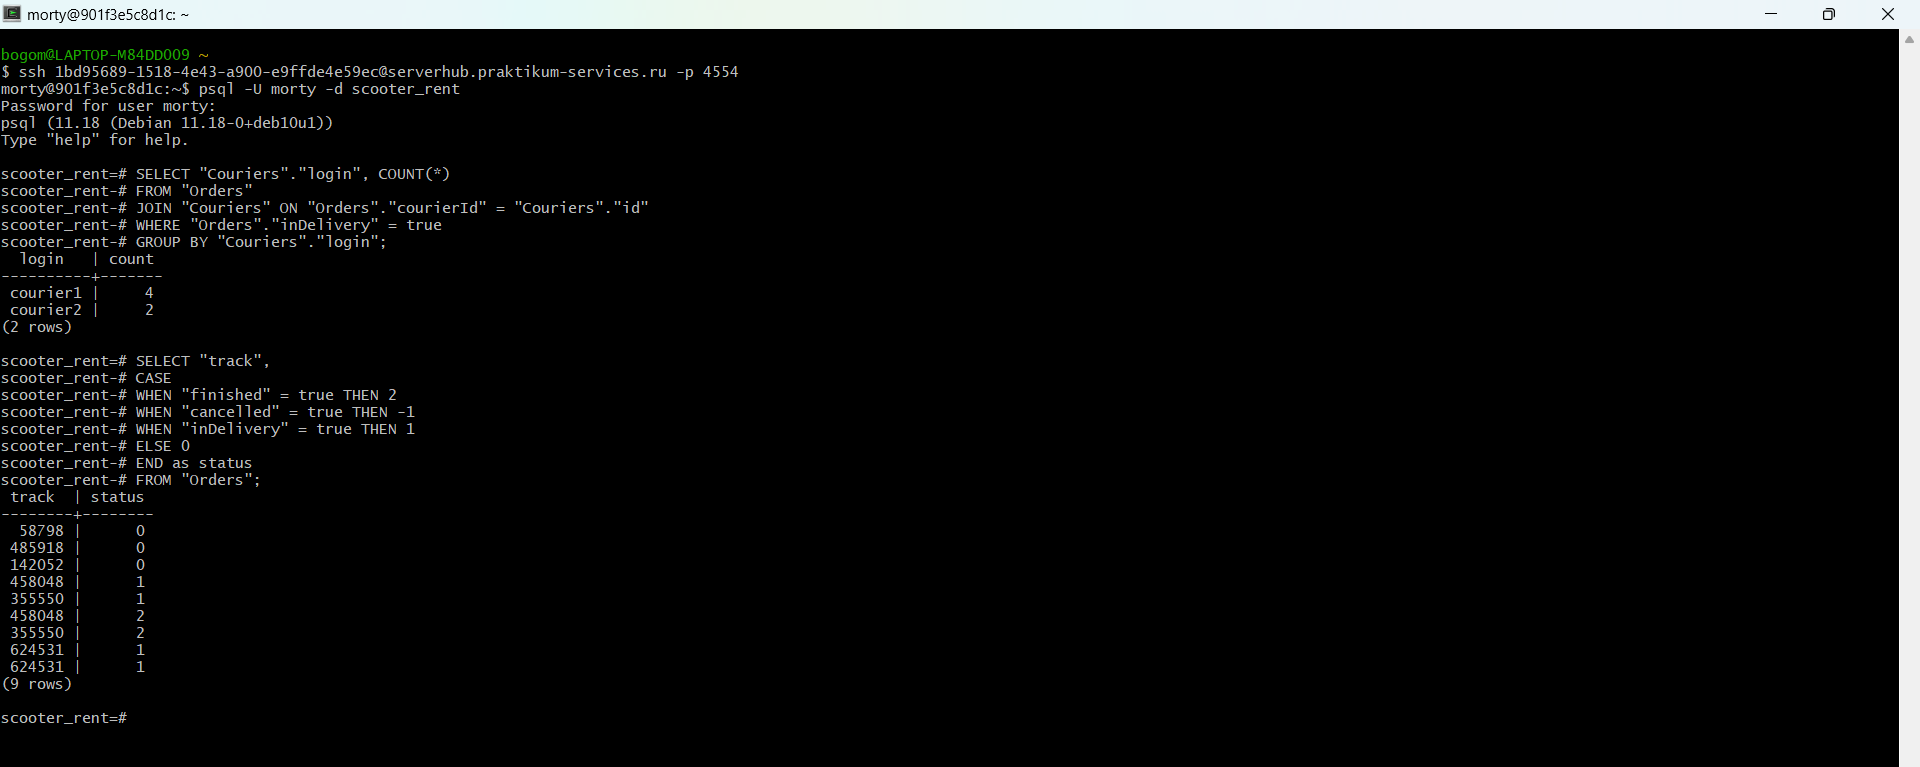 morty@901f3e5c8d1c: ~
bogom@LAPTOP-M84DDOO9 ~
$ ssh 1bd95689-1518-4e43-a900-e9ffde4e59ec@serverhub.praktikum-services.ru -p 4554
morty@901f3e5c8d1c:~$ psql -U morty -d scooter_rent
Password for user morty:
psql (11.18 (Debian 11.18-0+deb10u1))
Type "help" for help.
scooter_rent=# SELECT "Couriers"."login", COUNT(*)
scooter_rent-# FROM "Orders"
scooter_rent-# JOIN "Couriers" ON "Orders"."courierId" = "Couriers"."id"
scooter_rent-# WHERE "Orders"."inDelivery" = true
scooter_rent-# GROUP BY "Couriers"."login";
  login   | count
----------+-------
 courier1 |     4
 courier2 |     2
(2 rows)
scooter_rent=# SELECT "track",
scooter_rent-# CASE
scooter_rent-# WHEN "finished" = true THEN 2
scooter_rent-# WHEN "cancelled" = true THEN -1
scooter_rent-# WHEN "inDelivery" = true THEN 1
scooter_rent-# ELSE 0
scooter_rent-# END as status
scooter_rent-# FROM "Orders";
 track  | status
--------+--------
  58798 |      0
 485918 |      0
 142052 |      0
 458048 |      1
 355550 |      1
 458048 |      2
 355550 |      2
 624531 |      1
 624531 |      1
(9 rows)
scooter_rent=#